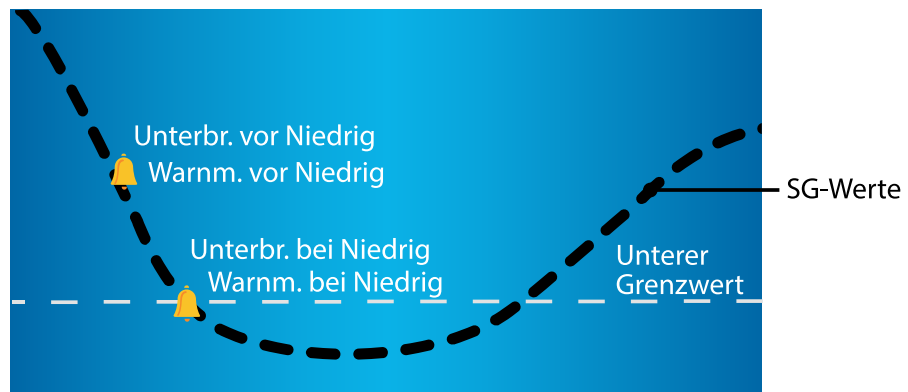 Unterbr. vor Niedrig
Warnm. vor Niedrig
SG-Werte
Unterbr. bei Niedrig
Warnm. bei Niedrig
Unterer
Grenzwert